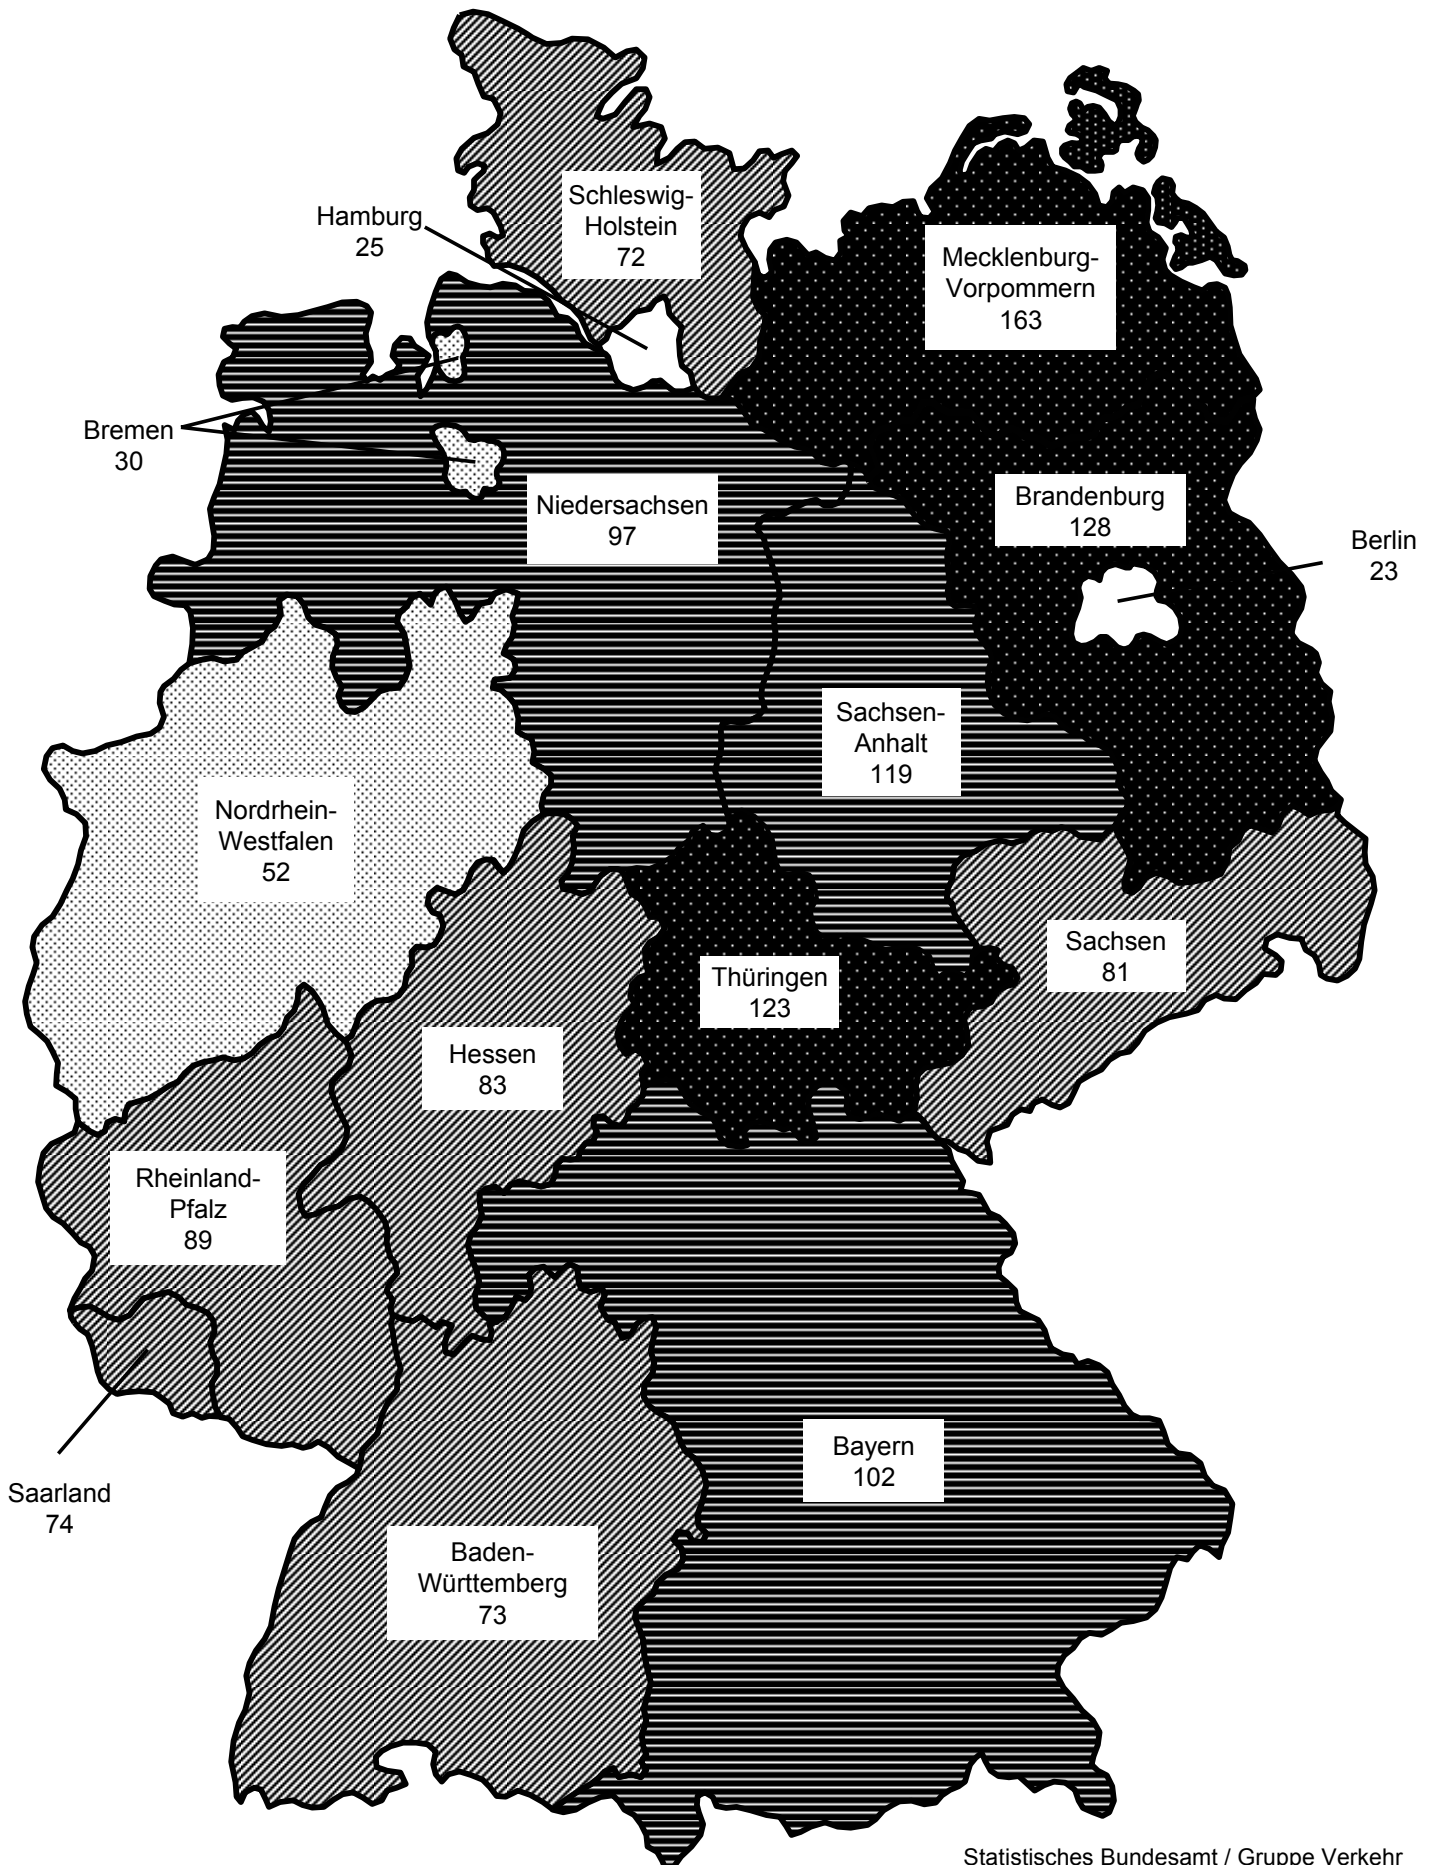 Schleswig-
Holstein
72
Hamburg
25
Mecklenburg-
Vorpommern
163
Bremen
30
Niedersachsen
97
Brandenburg
128
Berlin
23
Sachsen-
Anhalt
119
Nordrhein-
Westfalen
52
Sachsen
81
Thüringen
123
Hessen
83
Rheinland-
Pfalz
89
Bayern
102
Saarland
74
Baden-
Württemberg
73
Statistisches Bundesamt / Gruppe Verkehr